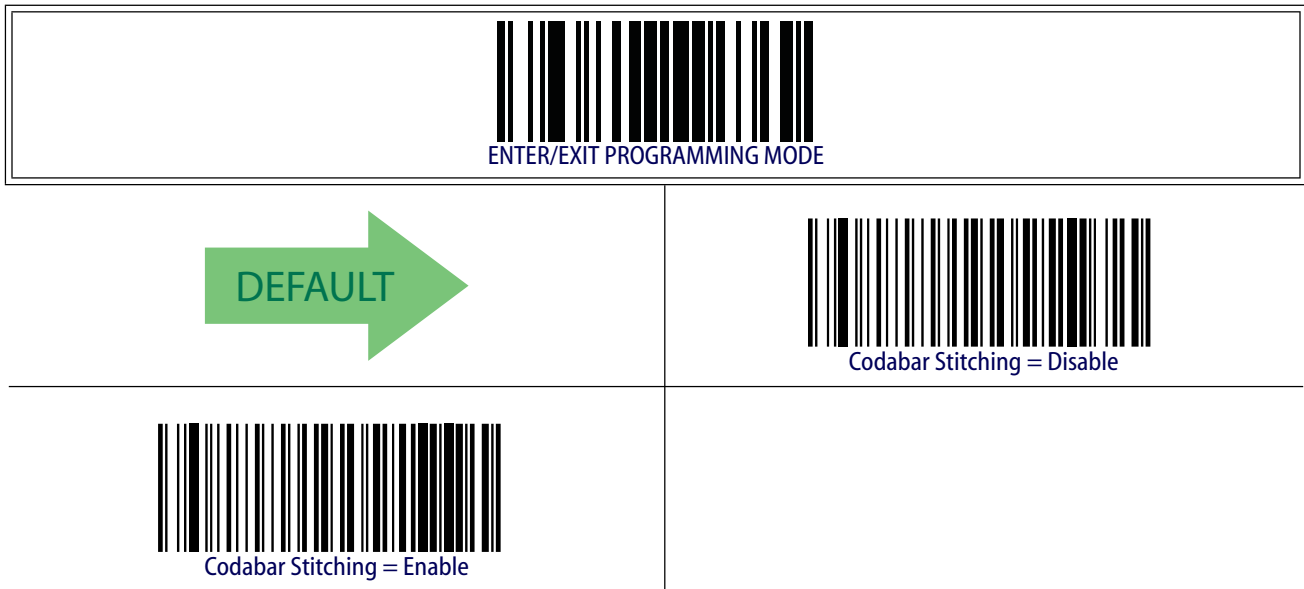 ENTER/EXIT PROGRAMMING MODE
DEFAULT
Codabar Stitching = Disable
Codabar Stitching = Enable